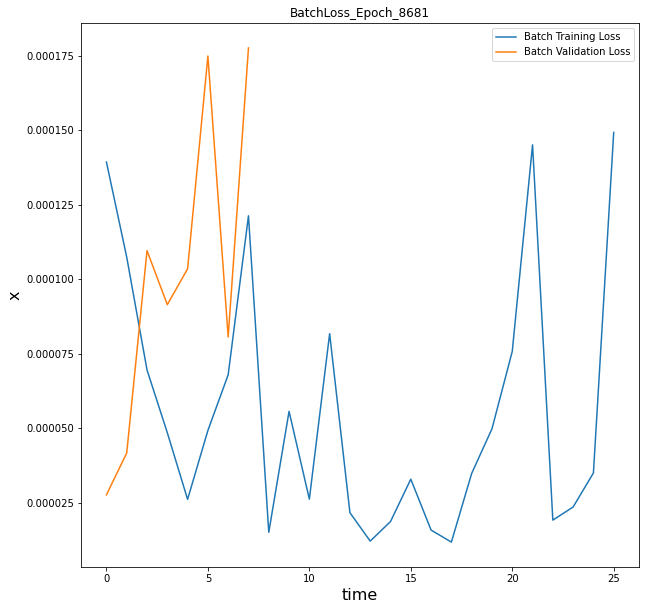 BatchLoss_Epoch_8681
Batch Training Loss
Batch Validation Loss
0.000175
0.000150
0.000125
0.000100
0.000075
0.000050
0.000025
x
0 5 10 15 20 25
time